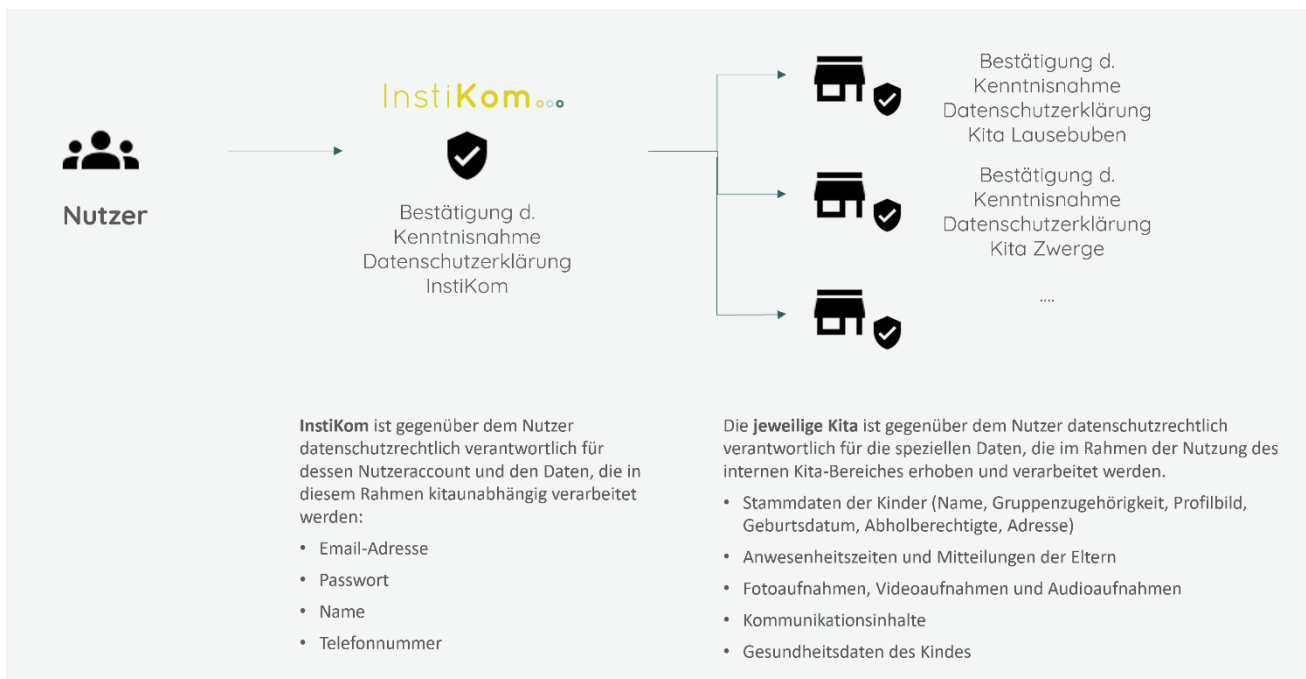 Nutzer
InstiKom
Bestätigung d.
Kenntnisnahme
Datenschutzerklärung
InstiKom
Bestätigung d.
Kenntnisnahme
Datenschutzerklärung
Kita Lausebuben
Bestätigung d.
Kenntnisnahme
Datenschutzerklärung
Kita Zwerge
....
InstiKom ist gegenüber dem Nutzer
datenschutzrechtlich verantwortlich für
dessen Nutzeraccount und den Daten, die in
diesem Rahmen kitaunabhängig verarbeitet
werden:
• Email-Adresse
• Passwort
• Name
• Telefonnummer
Die jeweilige Kita ist gegenüber dem Nutzer datenschutzrechtlich
verantwortlich für die speziellen Daten, die im Rahmen der Nutzung des
internen Kita-Bereiches erhoben und verarbeitet werden.
• Stammdaten der Kinder (Name, Gruppenzugehörigkeit, Profilbild,
Geburtsdatum, Abholberechtigte, Adresse)
• Anwesenheitszeiten und Mitteilungen der Eltern
• Fotoaufnahmen, Videoaufnahmen und Audioaufnahmen
• Kommunikationsinhalte
• Gesundheitsdaten des Kindes